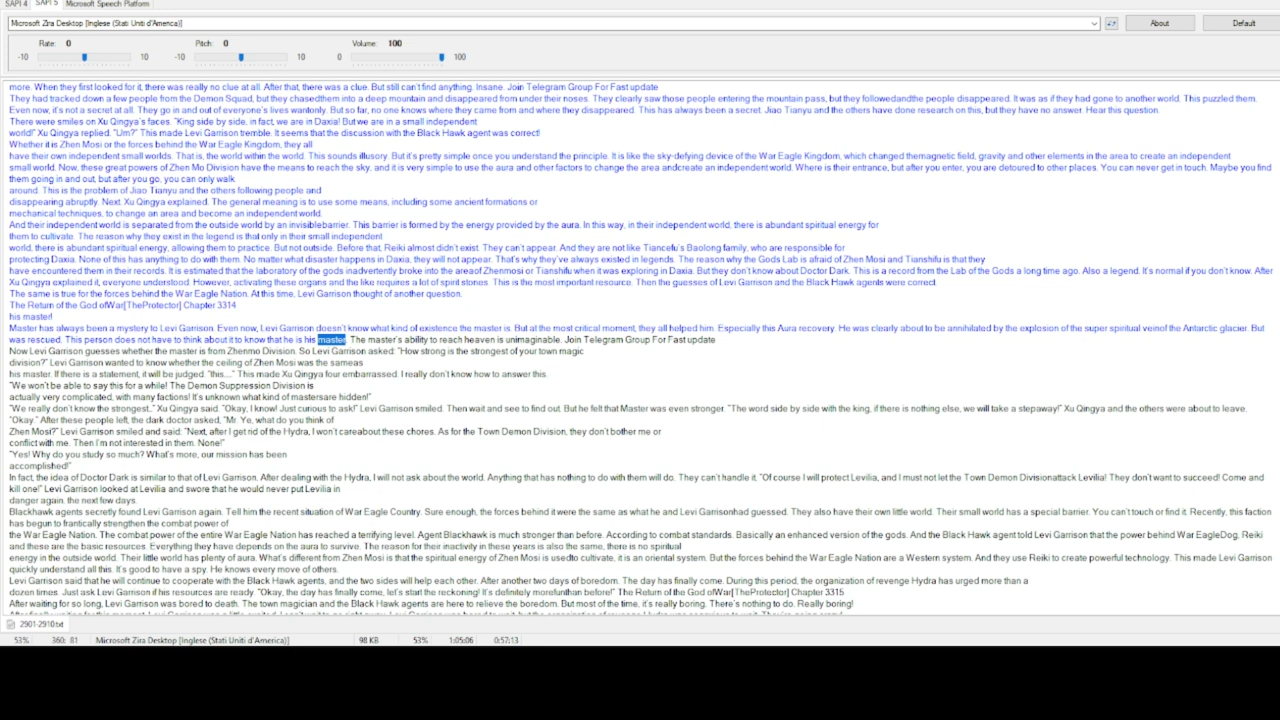 SAPI 4 SAPI 5 Microsoft Speech Platform
Microsoft Zira Desktop [Inglese (Stati Uniti d'America)] About Default
Rate: 0 Pitch: 0 Volume: 100
-10 10 -10 10 0 100
more. When they first looked for it, there was really no clue at all. After that, there was a clue. But still can't find anything. Insane. Join Telegram Group For Fast update
They had tracked down a few people from the Demon Squad, but they chasedthem into a deep mountain and disappeared from under their noses. They clearly saw those people entering the mountain pass, but they followedandthe people disappeared. It was as if they had gone to another world. This puzzled them.
Even now, it's not a secret at all. They go in and out of everyone's lives wantonly. But so far, no one knows where they came from and where they disappeared. This has always been a secret. Jiao Tianyu and the others have done research on this, but they have no answer. Hear this question.
There were smiles on Xu Qingya's faces. "King side by side, in fact, we are in Daxia! But we are in a small independent
world!" Xu Qingya replied. "Um?" This made Levi Garrison tremble. It seems that the discussion with the Black Hawk agent was correct!
Whether it is Zhen Mosi or the forces behind the War Eagle Kingdom, they all
have their own independent small worlds. That is, the world within the world. This sounds illusory. But it's pretty simple once you understand the principle. It is like the sky-defying device of the War Eagle Kingdom, which changed themagnetic field, gravity and other elements in the area to create an independent
small world. Now, these great powers of Zhen Mo Division have the means to reach the sky, and it is very simple to use the aura and other factors to change the area andcreate an independent world. Where is their entrance, but after you enter, you are detoured to other places. You can never get in touch. Maybe you find
them going in and out, but after you go, you can only walk
around. This is the problem of Jiao Tianyu and the others following people and
disappearing abruptly. Next. Xu Qingya explained. The general meaning is to use some means, including some ancient formations or
mechanical techniques, to change an area and become an independent world.
And their independent world is separated from the outside world by an invisiblebarrier. This barrier is formed by the energy provided by the aura. In this way, in their independent world, there is abundant spiritual energy for
them to cultivate. The reason why they exist in the legend is that only in their small independent
world, there is abundant spiritual energy, allowing them to practice. But not outside. Before that, Reiki almost didn't exist. They can't appear. And they are not like Tiancefu's Baolong family, who are responsible for
protecting Daxia. None of this has anything to do with them. No matter what disaster happens in Daxia, they will not appear. That's why they've always existed in legends. The reason why the Gods Lab is afraid of Zhen Mosi and Tianshifu is that they
have encountered them in their records. It is estimated that the laboratory of the gods inadvertently broke into the areaof Zhenmosi or Tianshifu when it was exploring in Daxia. But they don't know about Doctor Dark. This is a record from the Lab of the Gods a long time ago. Also a legend. It's normal if you don't know. After
Xu Qingya explained it, everyone understood. However, activating these organs and the like requires a lot of spirit stones. This is the most important resource. Then the guesses of Levi Garrison and the Black Hawk agents were correct.
The same is true for the forces behind the War Eagle Nation. At this time, Levi Garrison thought of another question.
The Return of the God ofWar[TheProtector] Chapter 3314
his master!
Master has always been a mystery to Levi Garrison. Even now, Levi Garrison doesn't know what kind of existence the master is. But at the most critical moment, they all helped him. Especially this Aura recovery. He was clearly about to be annihilated by the explosion of the super spiritual veinof the Antarctic glacier. But
was rescued. This person does not have to think about it to know that he is his master. The master's ability to reach heaven is unimaginable. Join Telegram Group For Fast update
Now Levi Garrison guesses whether the master is from Zhenmo Division. So Levi Garrison asked: "How strong is the strongest of your town magic
division?" Levi Garrison wanted to know whether the ceiling of Zhen Mosi was the sameas
his master. If there is a statement, it will be judged. "this..." This made Xu Qingya four embarrassed. I really don't know how to answer this.
"We won't be able to say this for a while! The Demon Suppression Division is
actually very complicated, with many factions! It's unknown what kind of mastersare hidden!"
"We really don't know the strongest..." Xu Qingya said. "Okay, I know! Just curious to ask!" Levi Garrison smiled. Then wait and see to find out. But he felt that Master was even stronger. "The word side by side with the king, if there is nothing else, we will take a stepaway!" Xu Qingya and the others were about to leave.
"Okay." After these people left, the dark doctor asked, "Mr. Ye, what do you think of
Zhen Mosi?" Levi Garrison smiled and said: "Next, after I get rid of the Hydra, I won't careabout these chores. As for the Town Demon Division, they don't bother me or
conflict with me. Then I'm not interested in them. None!"
"Yes! Why do you study so much? What's more, our mission has been
accomplished!"
In fact, the idea of Doctor Dark is similar to that of Levi Garrison. After dealing with the Hydra, I will not ask about the world. Anything that has nothing to do with them will do. They can't handle it. "Of course I will protect Levilia, and I must not let the Town Demon Divisionattack Levilia! They don't want to succeed! Come and
kill one!" Levi Garrison looked at Levilia and swore that he would never put Levilia in
danger again. the next few days.
Blackhawk agents secretly found Levi Garrison again. Tell him the recent situation of War Eagle Country. Sure enough, the forces behind it were the same as what he and Levi Garrisonhad guessed. They also have their own little world. Their small world has a special barrier. You can't touch or find it. Recently, this faction
has begun to frantically strengthen the combat power of
the War Eagle Nation. The combat power of the entire War Eagle Nation has reached a terrifying level. Agent Blackhawk is much stronger than before. According to combat standards. Basically an enhanced version of the gods. And the Black Hawk agent told Levi Garrison that the power behind War EagleDog, Reiki
and these are the basic resources. Everything they have depends on the aura to survive. The reason for their inactivity in these years is also the same, there is no spiritual
energy in the outside world. Their little world has plenty of aura. What's different from Zhen Mosi is that the spiritual energy of Zhen Mosi is usedto cultivate, it is an oriental system. But the forces behind the War Eagle Nation are a Western system. And they use Reiki to create powerful technology. This made Levi Garrison
quickly understand all this. It's good to have a spy. He knows every move of others.
Levi Garrison said that he will continue to cooperate with the Black Hawk agents, and the two sides will help each other. After another two days of boredom. The day has finally come. During this period, the organization of revenge Hydra has urged more than a
dozen times. Just ask Levi Garrison if his resources are ready. "Okay, the day has finally come, let's start the reckoning! It's definitely morefunthan before!" The Return of the God ofWar[TheProtector] Chapter 3315
After waiting for so long, Levi Garrison was bored to death. The town magician and the Black Hawk agents are here to relieve the boredom. But most of the time, it's really boring. There's nothing to do. Really boring!
2901-2910.txt
53% 360: 81 Microsoft Zira Desktop [Inglese (Stati Uniti d'America)] 98 KB 53% 1:05:06 0:57:13